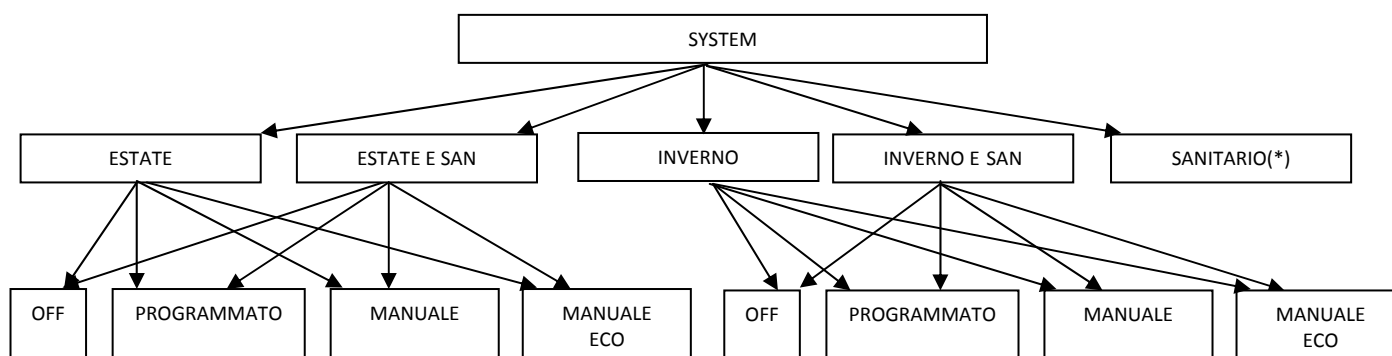 SYSTEM
ESTATE
ESTATE E SAN
INVERNO
INVERNO E SAN
SANITARIO(*)
OFF
PROGRAMMATO
MANUALE
MANUALE
ECO
OFF
PROGRAMMATO
MANUALE
MANUALE
ECO